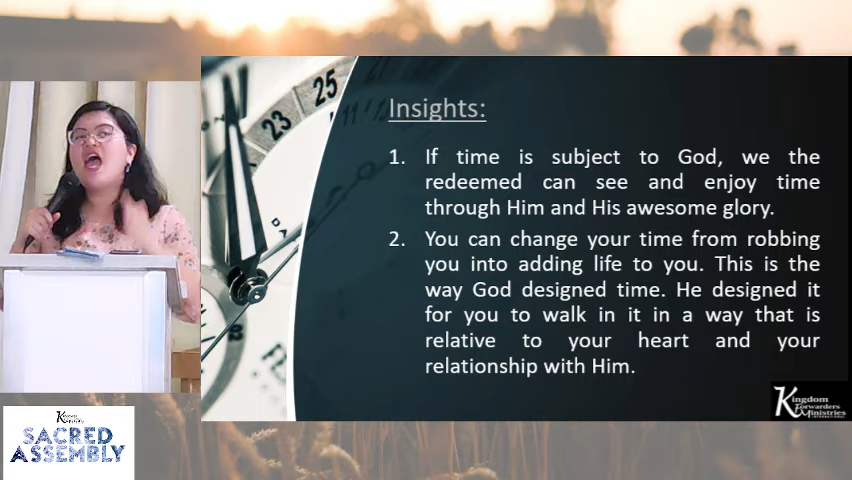 Insights:
1. If time is subject to God, we the
redeemed can see and enjoy time
through Him and His awesome glory.
2. You can change your time from robbing
you into adding life to you. This is the
way God designed time. He designed it
for you to walk in it in a way that is
relative to your heart and your
relationship with Him.
25
23
11
Kingdom
Forwarders
Ministries
SACRED
ASSEMBLY